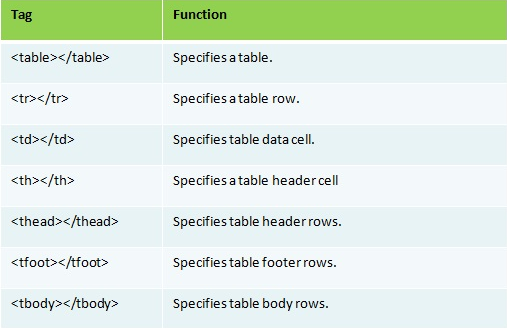 Tag Function
<table></table> Specifies a table.
<tr></tr> Specifies a table row.
<td></td> Specifies table data cell.
<th></th> Specifies a table header cell
<thead></thead> Specifies table header rows.
<tfoot></tfoot> Specifies table footer rows.
<tbody></tbody> Specifies table body rows.